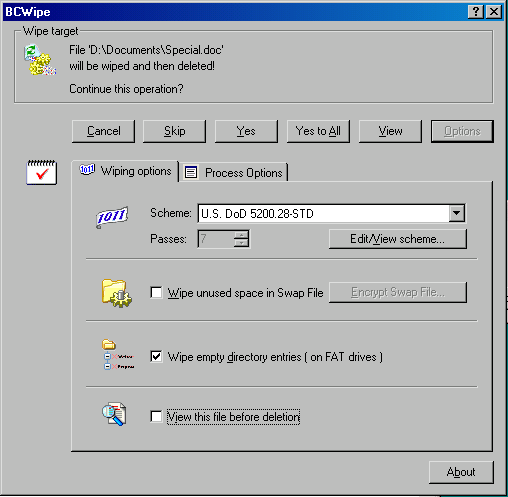 BCWipe
Wipe target
File 'D:\Documents\Special.doc'
will be wiped and then deleted!
Continue this operation?
Cancel Skip Yes Yes to All View Options
Wiping options Process Options
Scheme: U.S. DoD 5200.28-STD
Passes: 7 Edit/View scheme...
Wipe unused space in Swap File Encrypt Swap File...
Wipe empty directory entries ( on FAT drives )
View this file before deletion
About